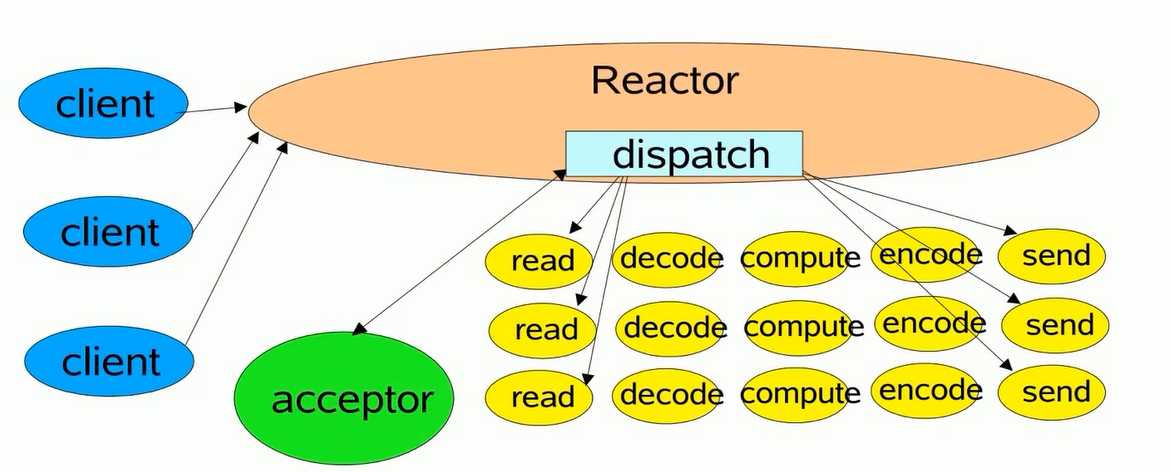 Reactor
client
dispatch
client
client
acceptor
read decode compute encode send
read decode compute encode send
read decode compute encode send